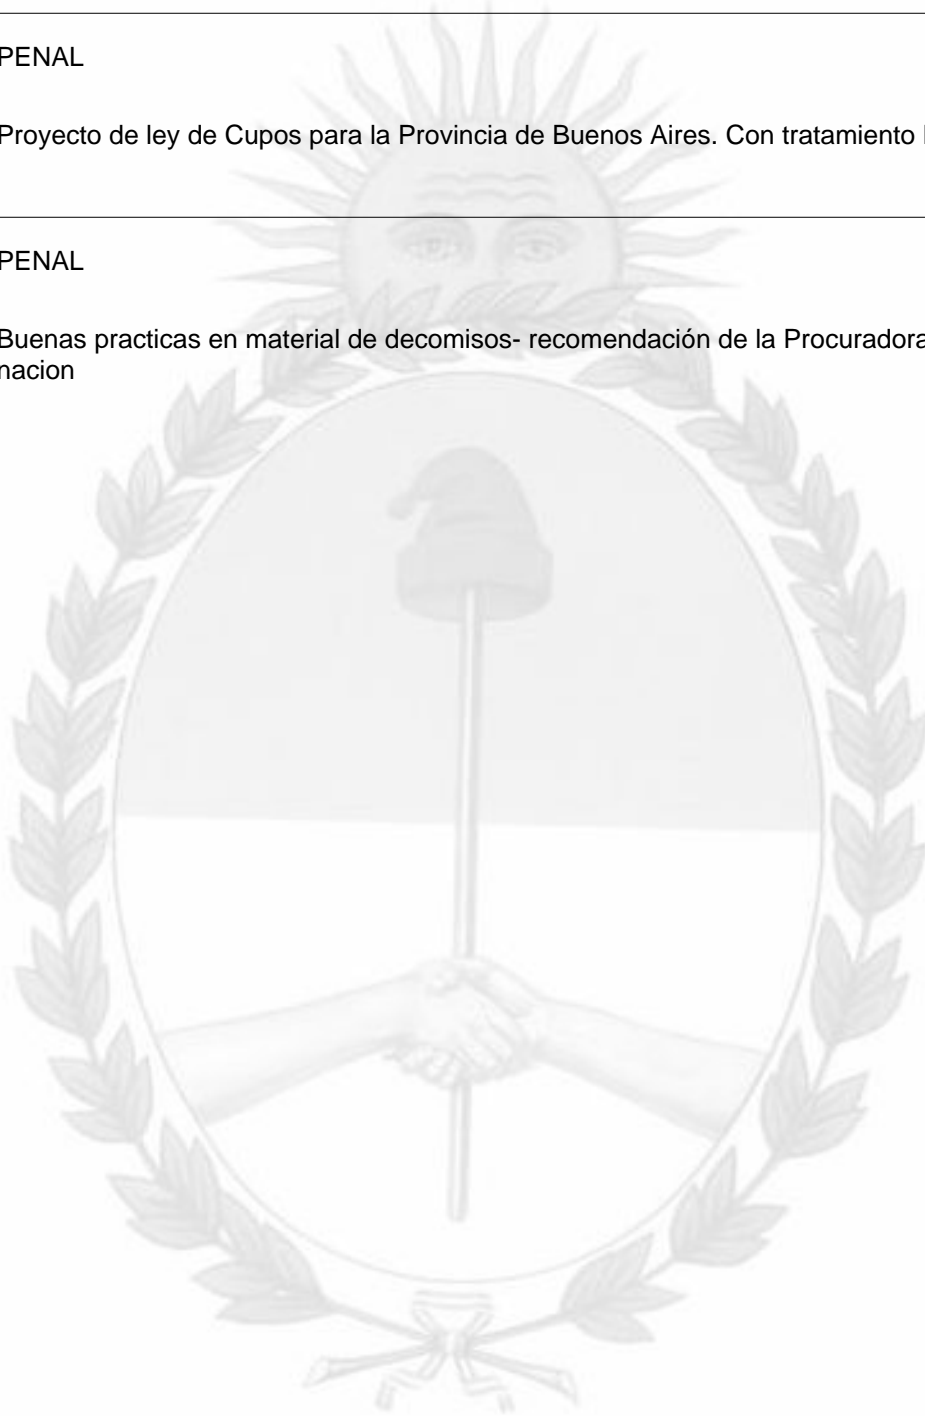 PENAL
Proyecto de ley de Cupos para la Provincia de Buenos Aires. Con tratamiento
PENAL
Buenas practicas en material de decomisos- recomendación de la Procuradora
nacion